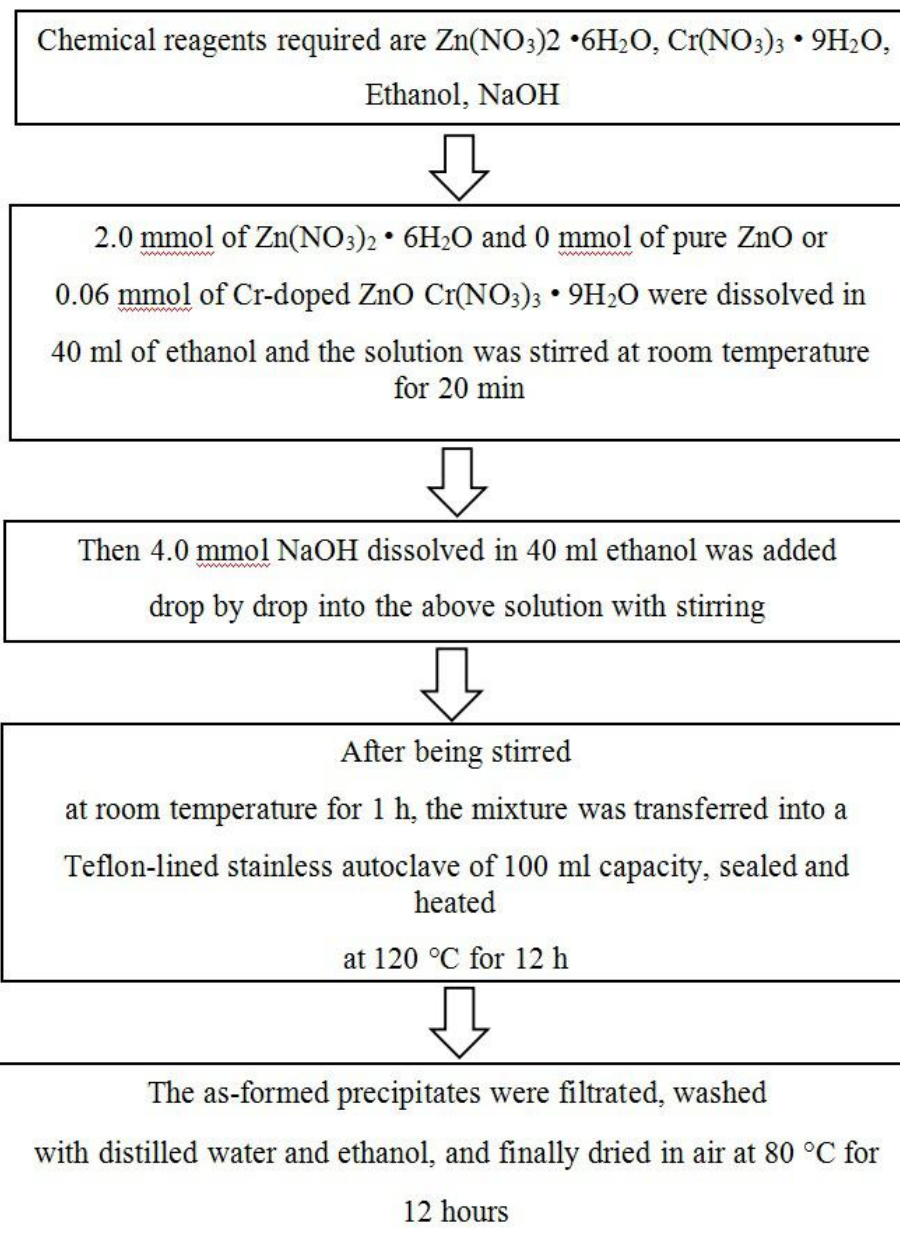 Chemical reagents required are Zn(NO₃)2 •6H₂O, Cr(NO₃)₃ • 9H₂O,
Ethanol, NaOH
2.0 mmol of Zn(NO₃)₂ • 6H₂O and 0 mmol of pure ZnO or
0.06 mmol of Cr-doped ZnO Cr(NO₃)₃ • 9H₂O were dissolved in
40 ml of ethanol and the solution was stirred at room temperature
for 20 min
Then 4.0 mmol NaOH dissolved in 40 ml ethanol was added
drop by drop into the above solution with stirring
After being stirred
at room temperature for 1 h, the mixture was transferred into a
Teflon-lined stainless autoclave of 100 ml capacity, sealed and
heated
at 120 °C for 12 h
The as-formed precipitates were filtrated, washed
with distilled water and ethanol, and finally dried in air at 80 °C for
12 hours